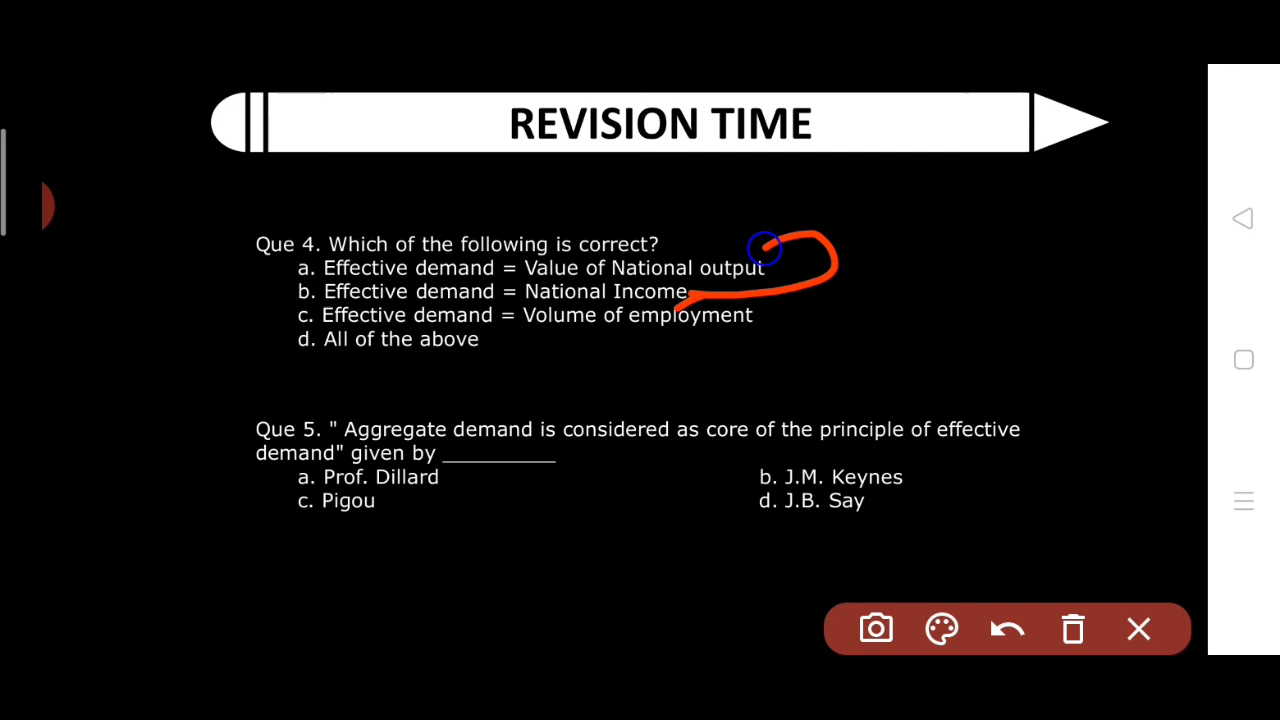 REVISION TIME
Que 4. Which of the following is correct?
a. Effective demand = Value of National output
b. Effective demand = National Income
c. Effective demand = Volume of employment
d. All of the above
Que 5. " Aggregate demand is considered as core of the principle of effective
demand" given by ___________
a. Prof. Dillard b. J.M. Keynes
c. Pigou d. J.B. Say